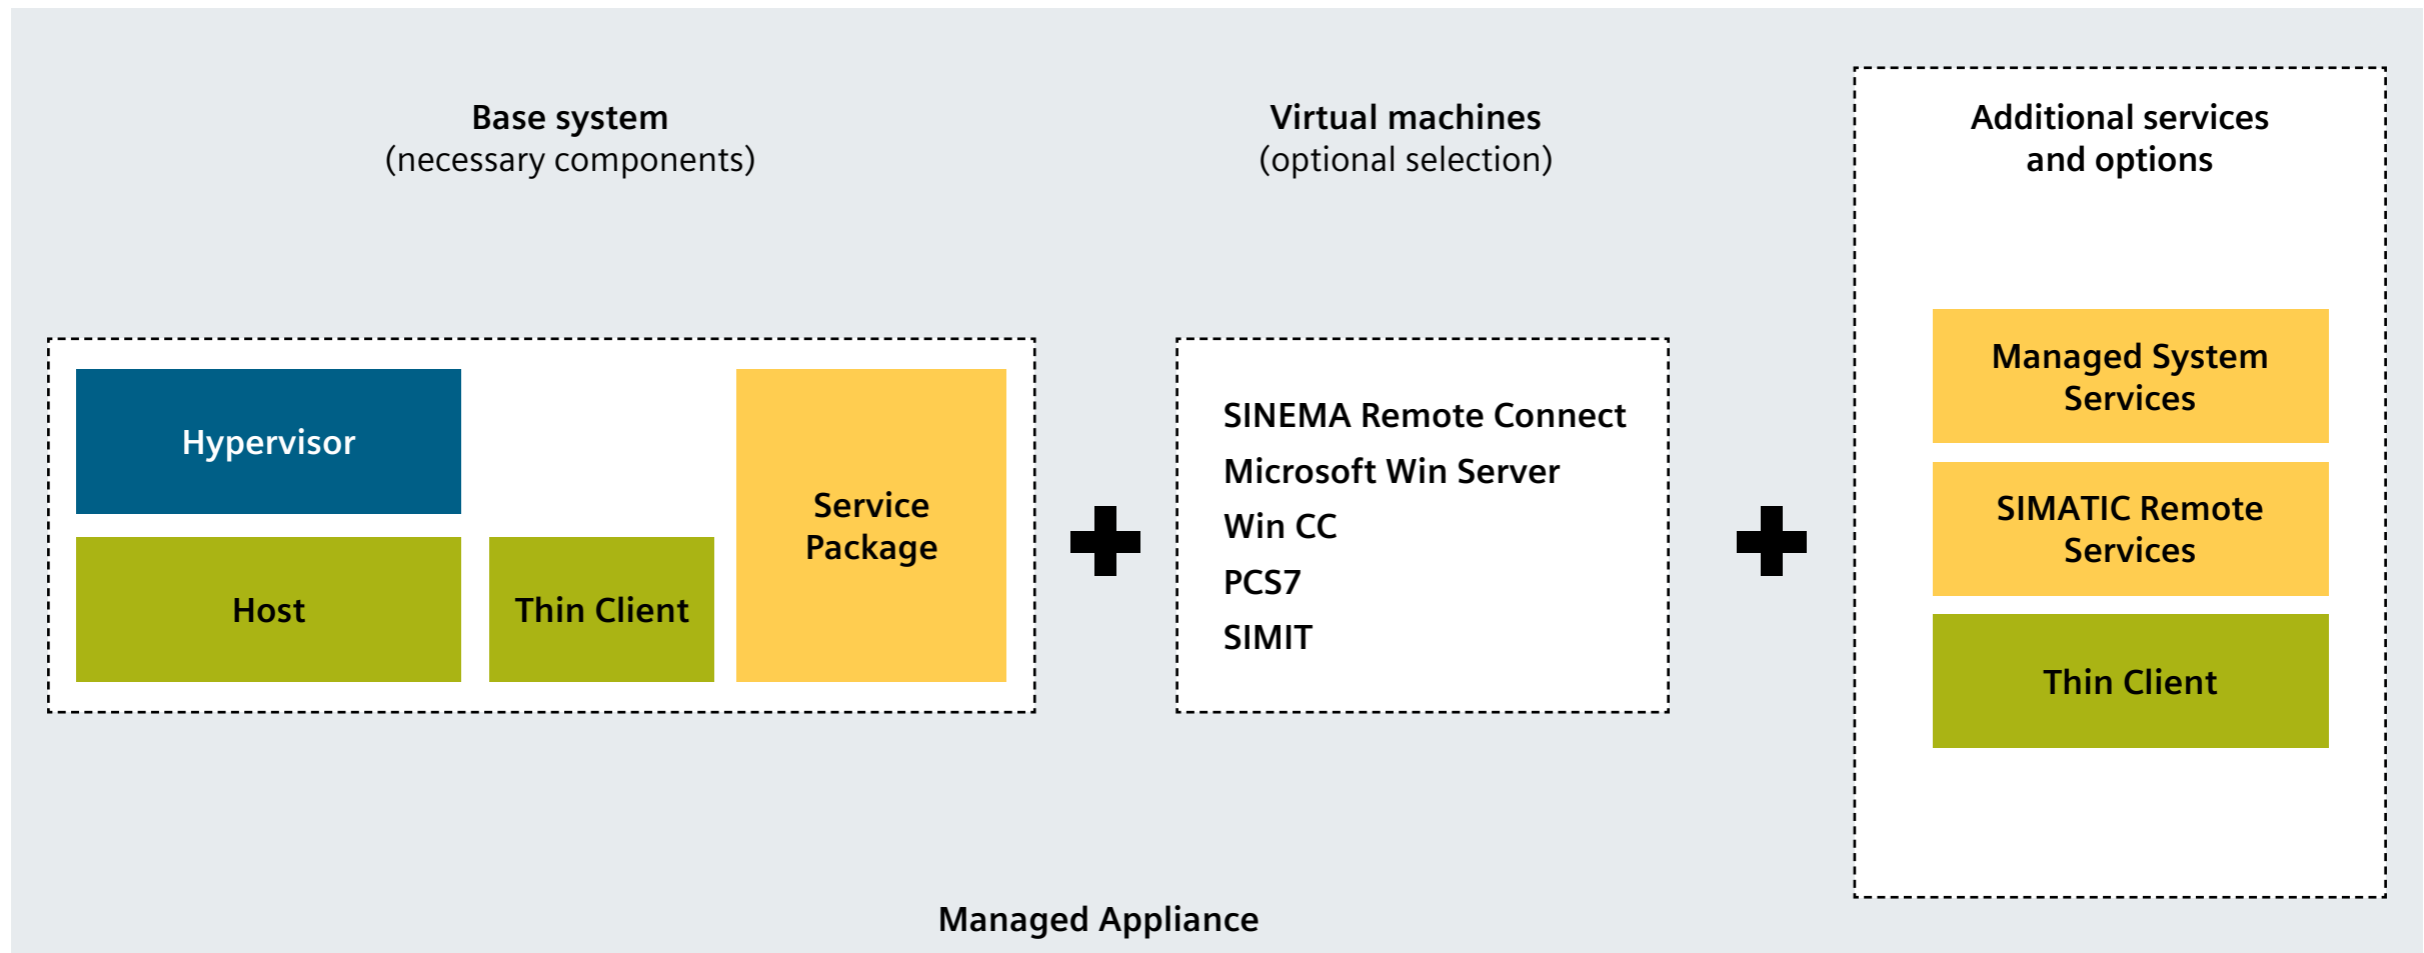 Base system
(necessary components)
Hypervisor
Host
Thin Client
Service
Package
Virtual machines
(optional selection)
SINEMA Remote Connect
Microsoft Win Server
Win CC
PCS7
SIMIT
Additional services
and options
Managed System
Services
SIMATIC Remote
Services
Thin Client
Managed Appliance